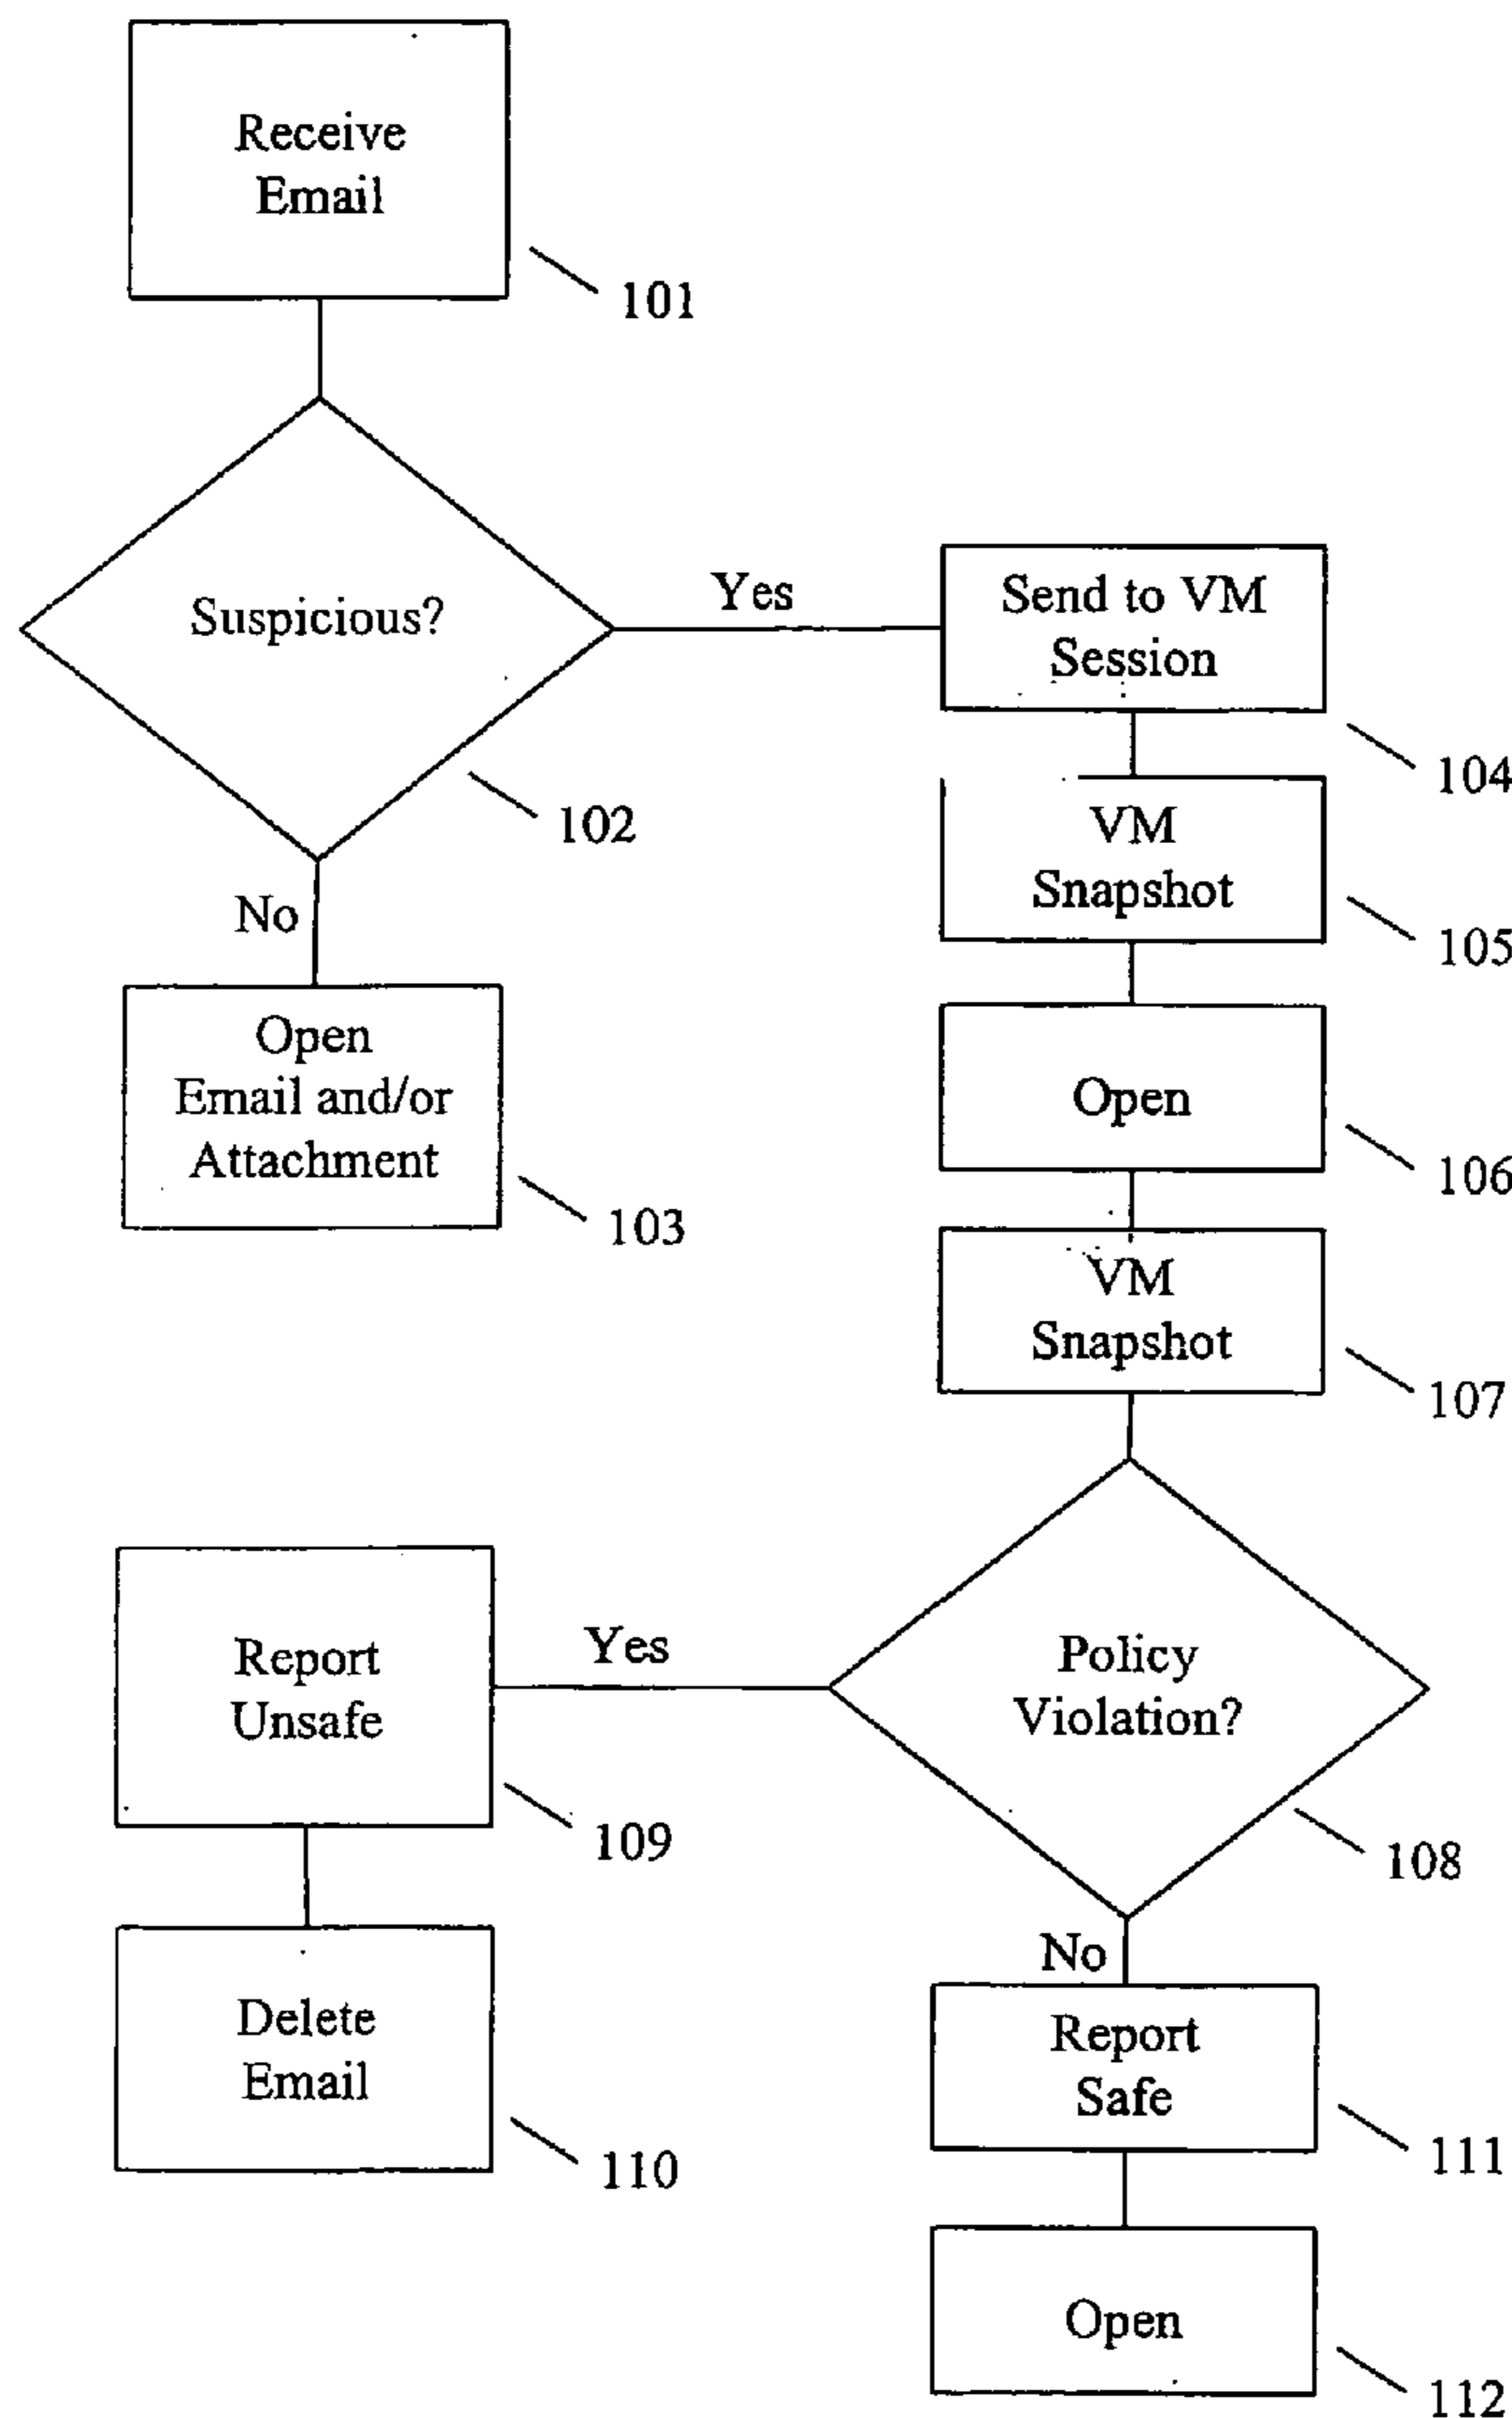 Receive
Email
101
Suspicious?
102
Yes
No
Open
Email and/or
Attachment
103
Send to VM
Session
104
VM
Snapshot
105
Open
106
VM
Snapshot
107
Policy
Violation?
108
Yes
Report
Unsafe
109
Delete
Email
110
No
Report
Safe
111
Open
112